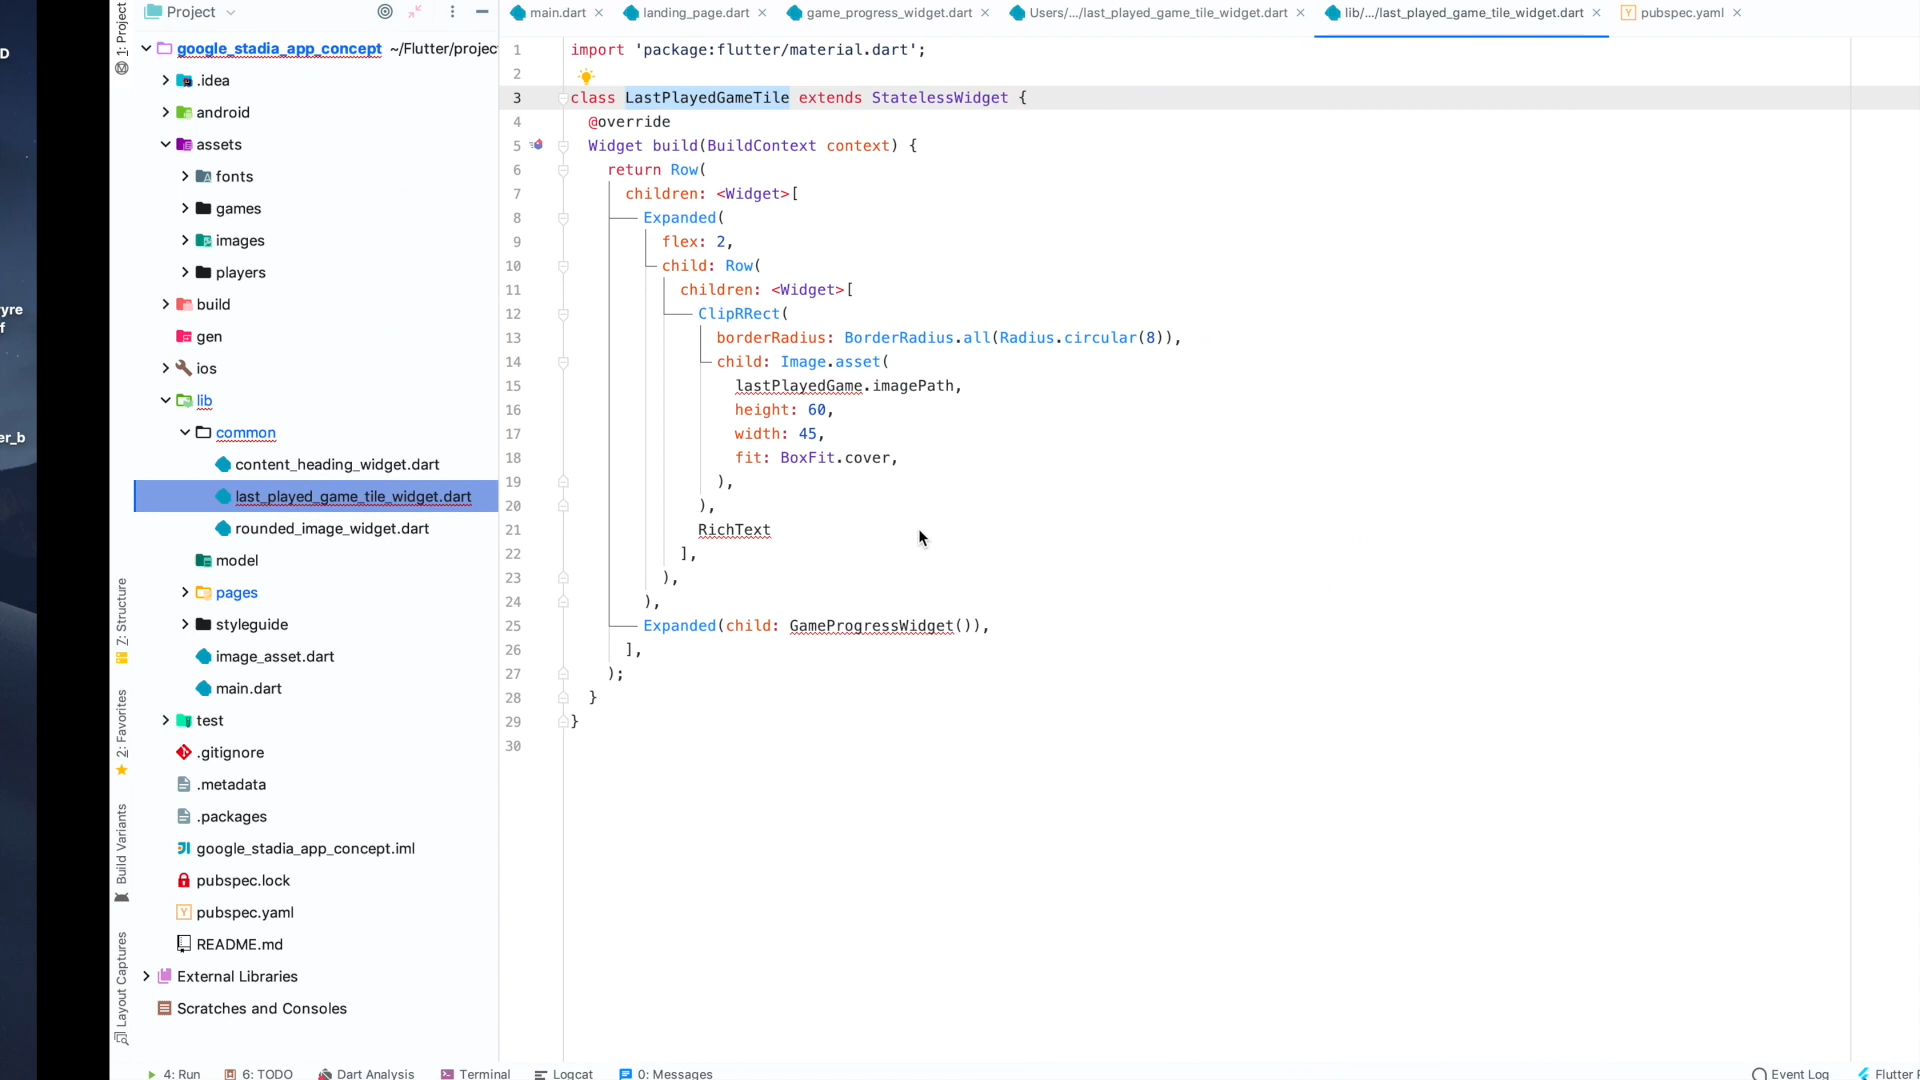 D
yre
f
er_b
1: Project
7: Structure
2: Favorites
Build Variants
Layout Captures
Project
google_stadia_app_concept ~/Flutter/projec
.idea
android
assets
fonts
games
images
players
build
gen
ios
lib
common
content_heading_widget.dart
last_played_game_tile_widget.dart
rounded_image_widget.dart
model
pages
styleguide
image_asset.dart
main.dart
test
.gitignore
.metadata
.packages
google_stadia_app_concept.iml
pubspec.lock
pubspec.yaml
README.md
External Libraries
Scratches and Consoles
main.dart landing_page.dart game_progress_widget.dart Users/.../last_played_game_tile_widget.dart lib/.../last_played_game_tile_widget.dart pubspec.yaml
1 import 'package:flutter/material.dart';
2
3 class LastPlayedGameTile extends StatelessWidget {
4 @override
5 Widget build(BuildContext context) {
6 return Row(
7 children: <Widget>[
8 Expanded(
9 flex: 2,
10 child: Row(
11 children: <Widget>[
12 ClipRRect(
13 borderRadius: BorderRadius.all(Radius.circular(8)),
14 child: Image.asset(
15 lastPlayedGame.imagePath,
16 height: 60,
17 width: 45,
18 fit: BoxFit.cover,
19 ),
20 ),
21 RichText
22 ],
23 ),
24 ),
25 Expanded(child: GameProgressWidget()),
26 ],
27 );
28 }
29 }
30
4: Run 6: TODO Dart Analysis Terminal Logcat 0: Messages Event Log Flutter P